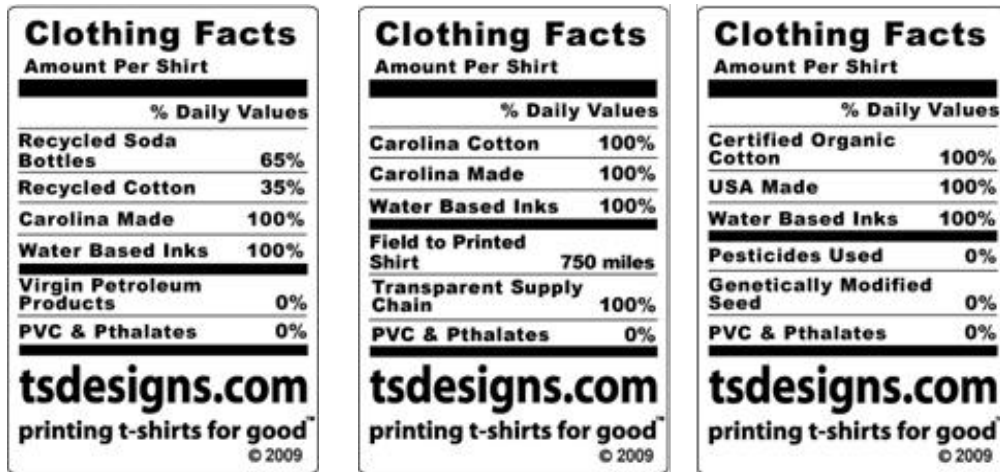 Clothing Facts
Amount Per Shirt
% Daily Values
Recycled Soda
Bottles 65%
Recycled Cotton 35%
Carolina Made 100%
Water Based Inks 100%
Virgin Petroleum
Products 0%
PVC & Pthalates 0%
tsdesigns.com
printing t-shirts for good™
© 2009
Clothing Facts
Amount Per Shirt
% Daily Values
Carolina Cotton 100%
Carolina Made 100%
Water Based Inks 100%
Field to Printed
Shirt 750 miles
Transparent Supply
Chain 100%
PVC & Pthalates 0%
tsdesigns.com
printing t-shirts for good™
© 2009
Clothing Facts
Amount Per Shirt
% Daily Values
Certified Organic
Cotton 100%
USA Made 100%
Water Based Inks 100%
Pesticides Used 0%
Genetically Modified
Seed 0%
PVC & Pthalates 0%
tsdesigns.com
printing t-shirts for good™
© 2009